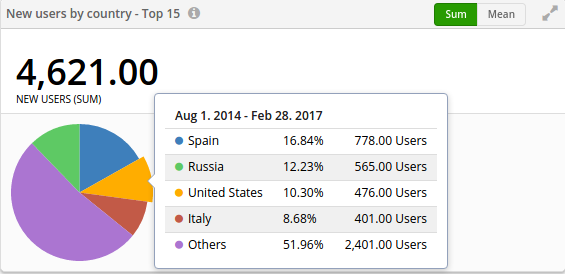 New users by country - Top 15
Sum Mean
4,621.00
NEW USERS (SUM)
Aug 1. 2014 - Feb 28. 2017
Spain 16.84% 778.00 Users
Russia 12.23% 565.00 Users
United States 10.30% 476.00 Users
Italy 8.68% 401.00 Users
Others 51.96% 2,401.00 Users